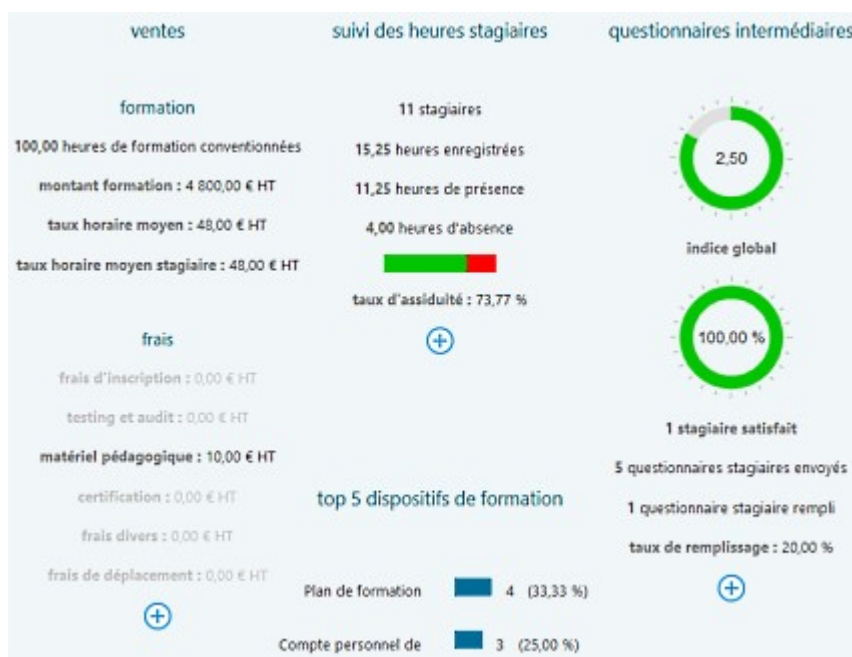 ventes
formation
100,00 heures de formation conventionnées
montant formation : 4 800,00 € HT
taux horaire moyen : 48,00 € HT
taux horaire moyen stagiaire : 48,00 € HT
frais
frais d'inscription : 0,00 € HT
testing et audit : 0,00 € HT
matériel pédagogique : 10,00 € HT
certification : 0,00 € HT
frais divers : 0,00 € HT
frais de déplacement : 0,00 € HT
suivi des heures stagiaires
11 stagiaires
15,25 heures enregistrées
11,25 heures de présence
4,00 heures d'absence
taux d'assiduité : 73,77 %
top 5 dispositifs de formation
Plan de formation 4 (33,33 %)
Compte personnel de 3 (25,00 %)
questionnaires intermédiaires
2,50
indice global
100,00 %
1 stagiaire satisfait
5 questionnaires stagiaires envoyés
1 questionnaire stagiaire rempli
taux de remplissage : 20,00 %